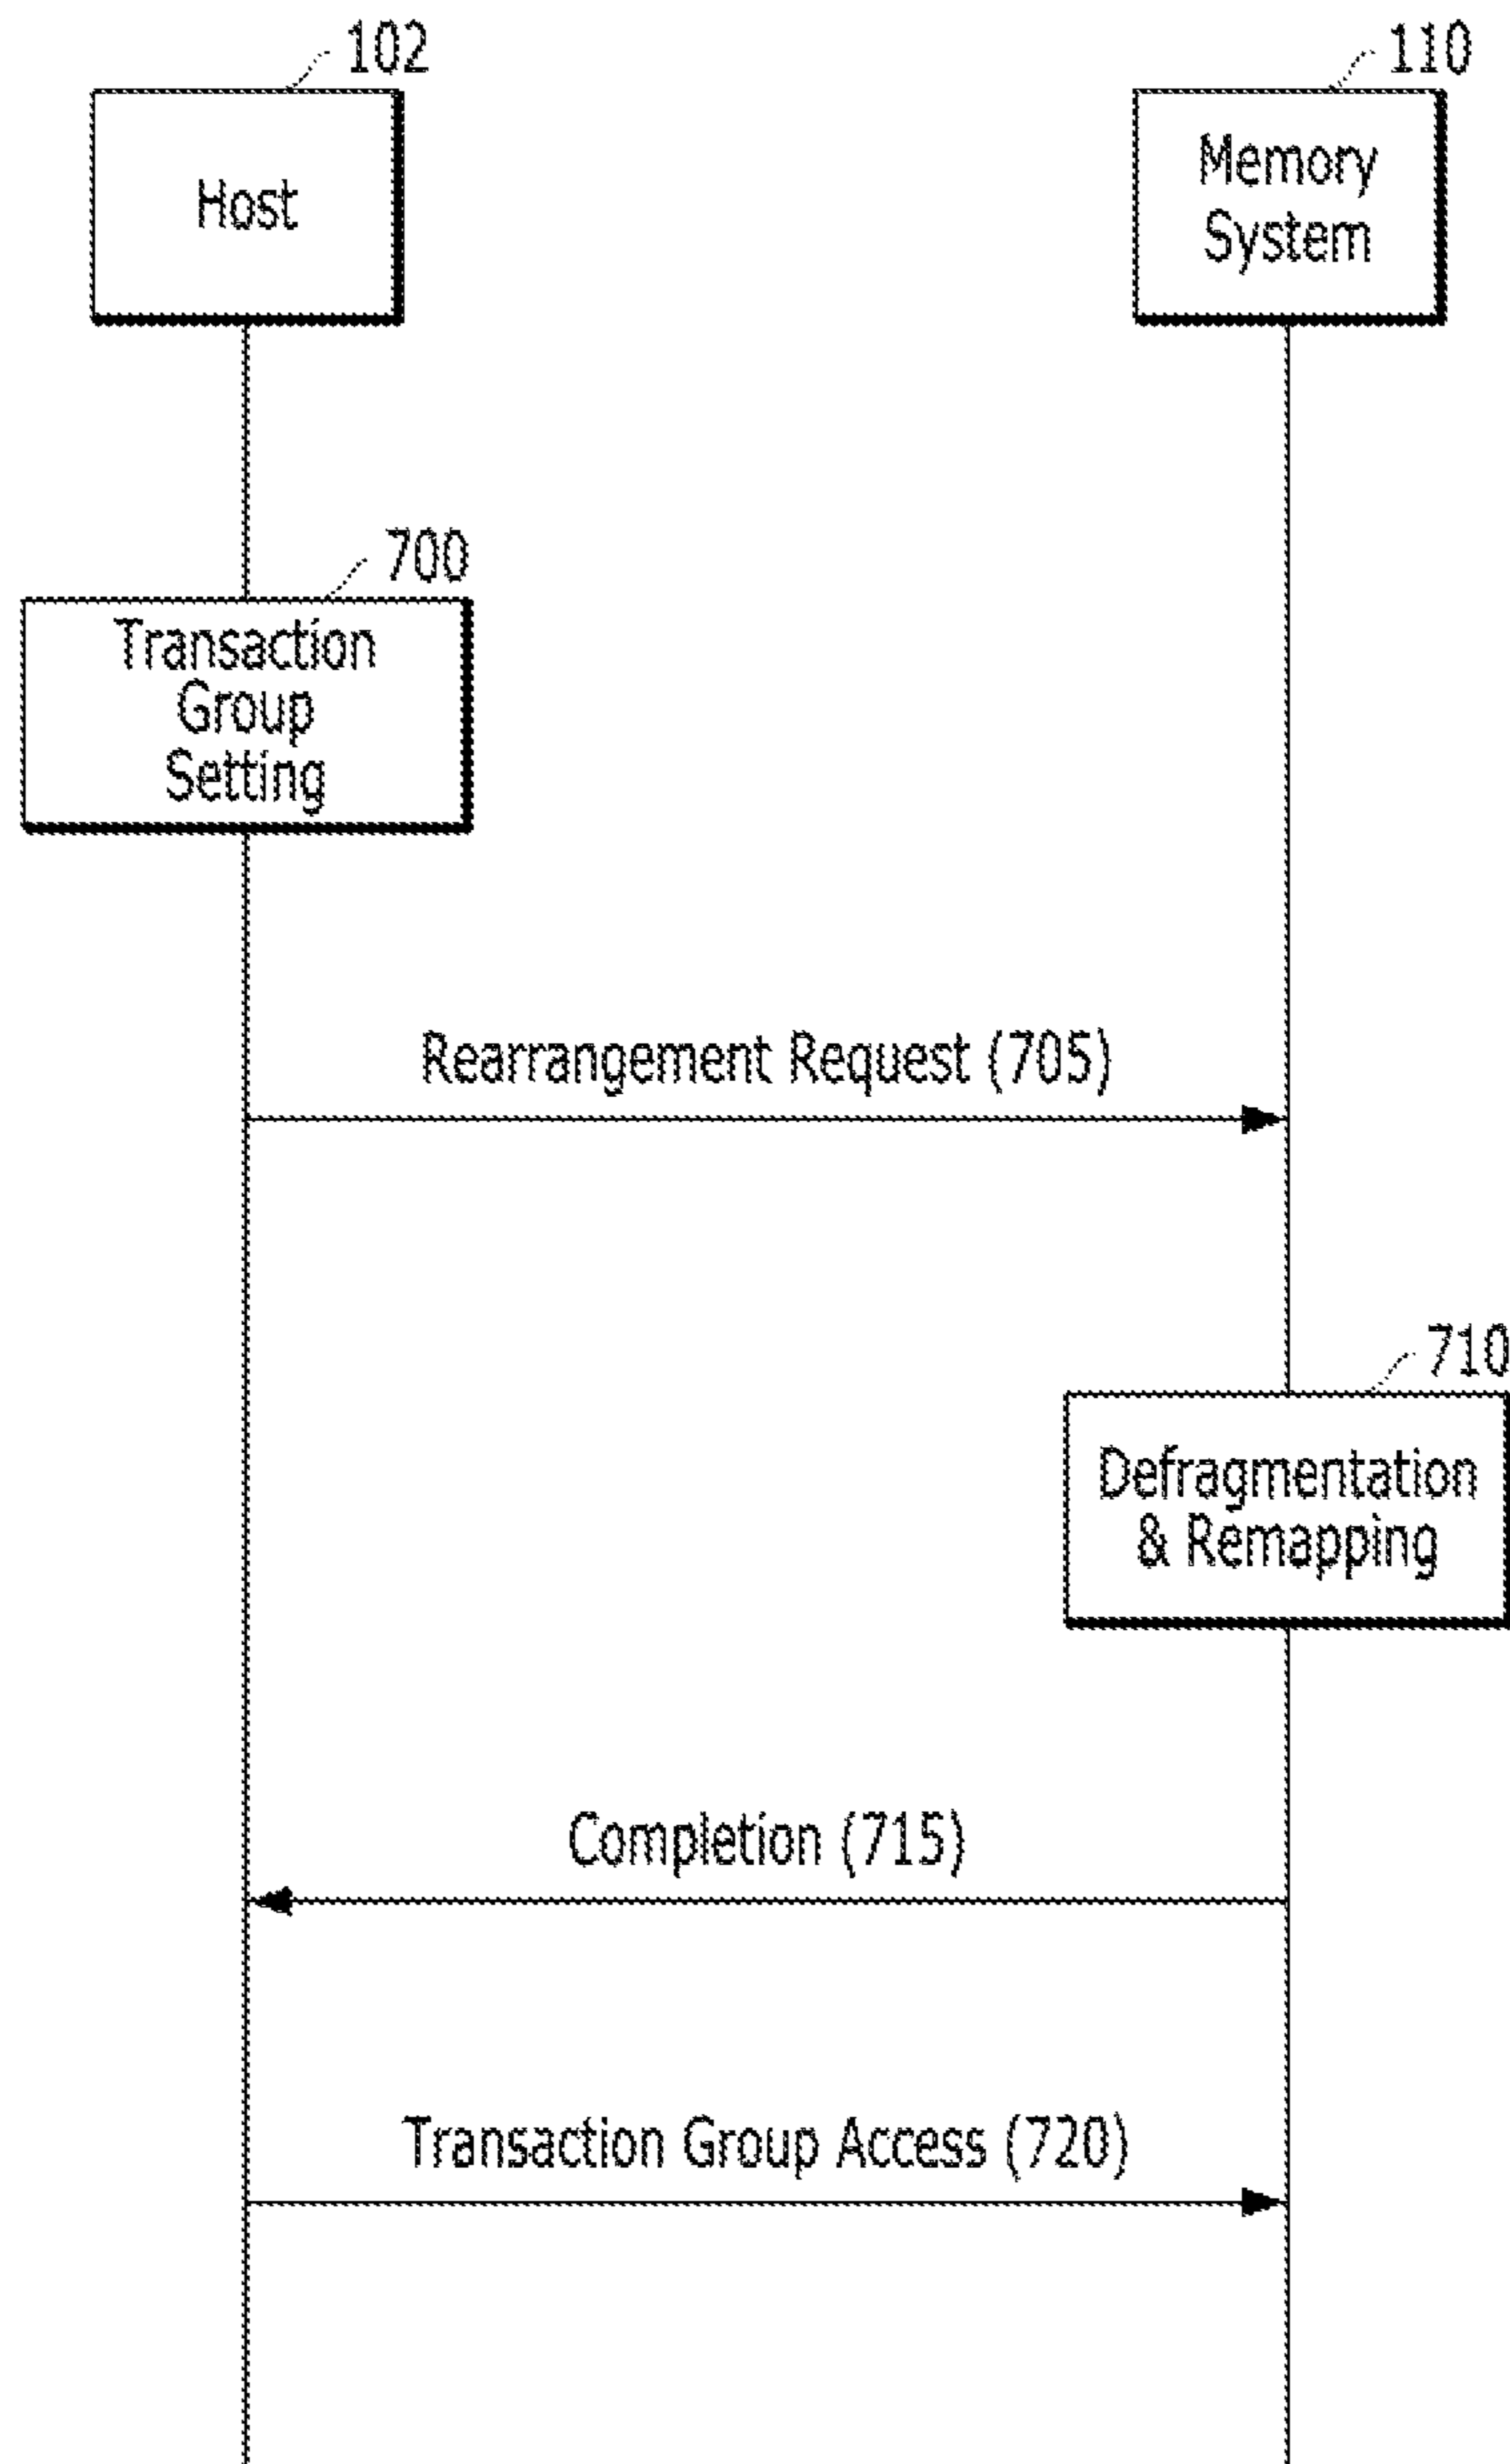 102
110
Host
Memory
System
700
Transaction
Group
Setting
Rearrangement Request (705)
710
Defragmentation
& Remapping
Completion (715)
Transaction Group Access (720)